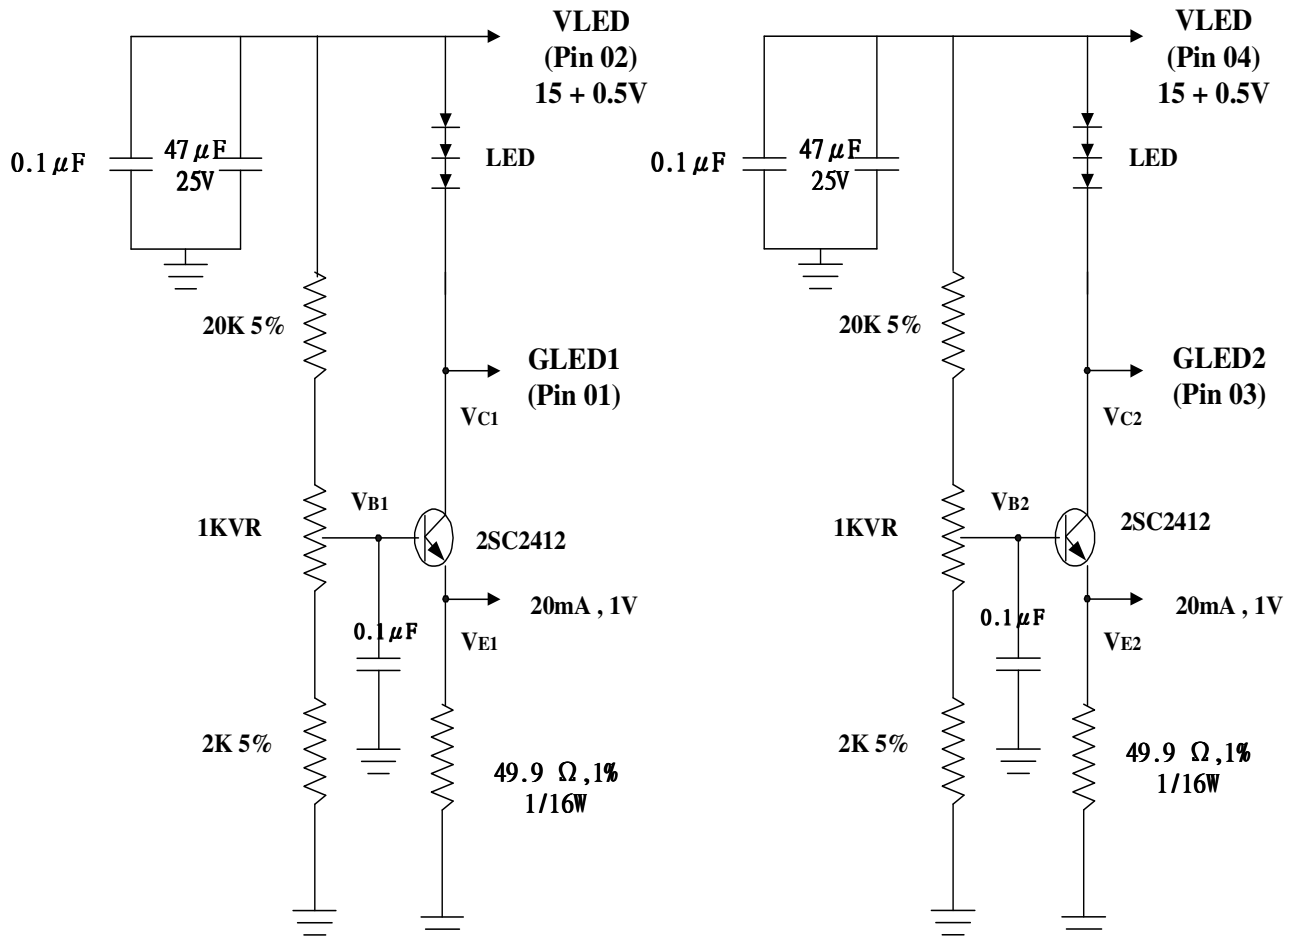 VLED
(Pin 02)
15 + 0.5V
0.1μF
47μF
25V
LED
20K 5%
GLED1
(Pin 01)
VC1
VB1
1KVR
2SC2412
20mA , 1V
0.1μF
VE1
2K 5%
49.9 Ω,1%
1/16W
VLED
(Pin 04)
15 + 0.5V
0.1μF
47μF
25V
LED
20K 5%
GLED2
(Pin 03)
VC2
VB2
1KVR
2SC2412
20mA , 1V
0.1μF
VE2
2K 5%
49.9 Ω,1%
1/16W